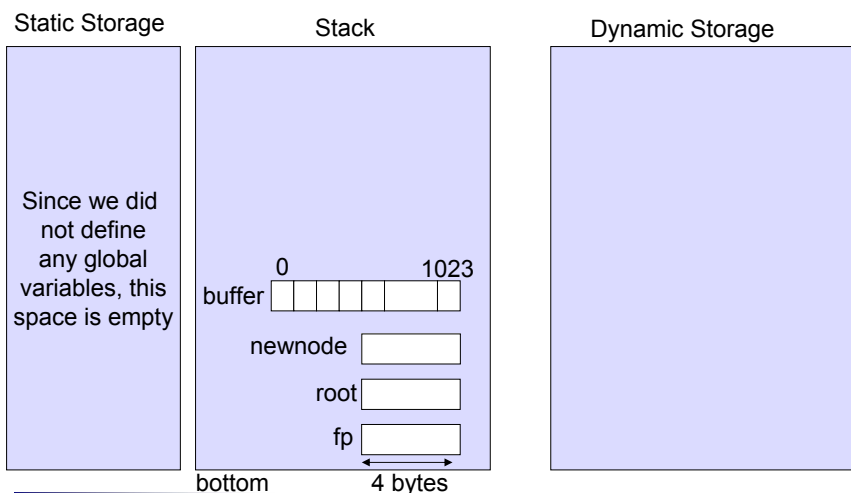 Static Storage
Stack
Dynamic Storage
Since we did
not define
any global
variables, this
space is empty
0 1023
buffer
newnode
root
fp
bottom 4 bytes